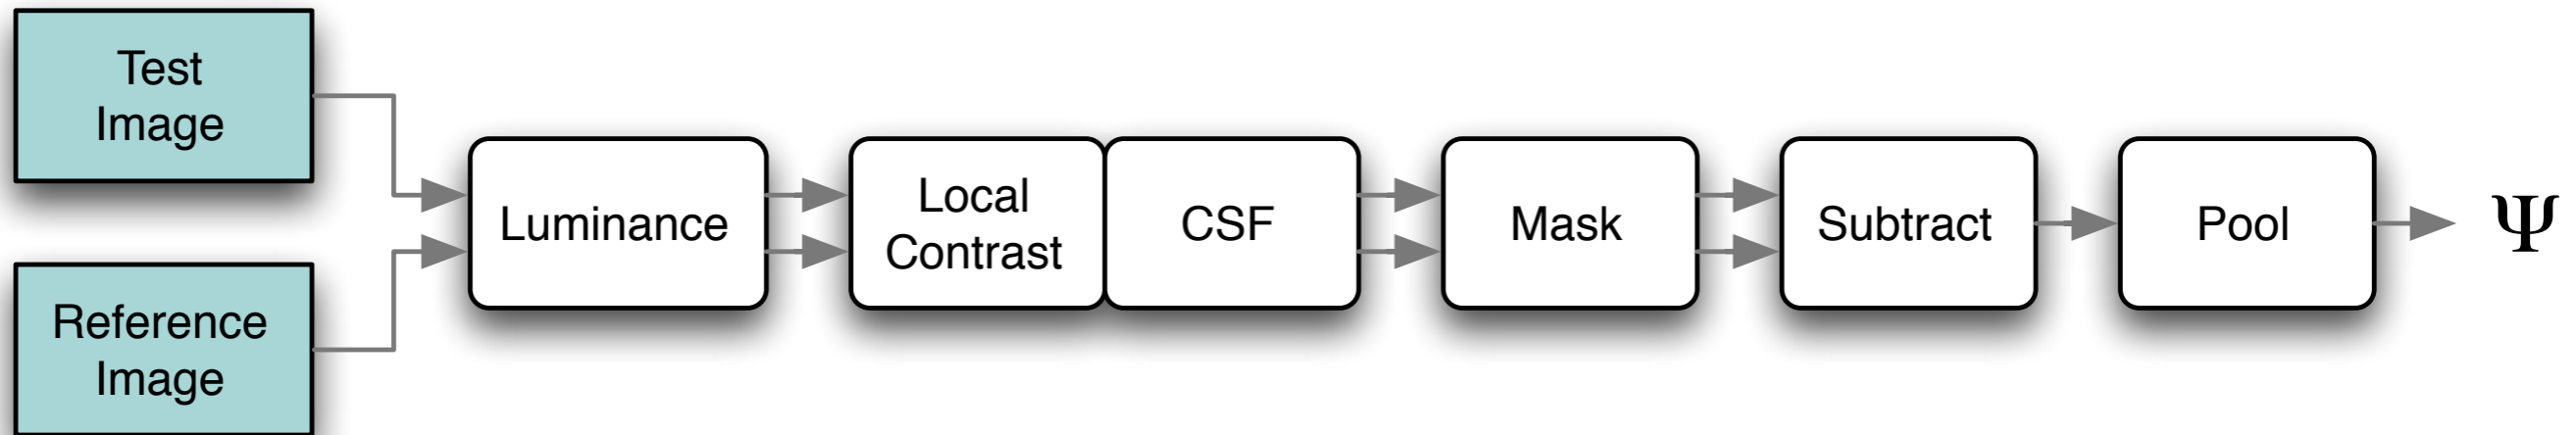 Test
Image
Reference
Image
Luminance
Local
Contrast
CSF
Mask
Subtract
Pool
Ψ